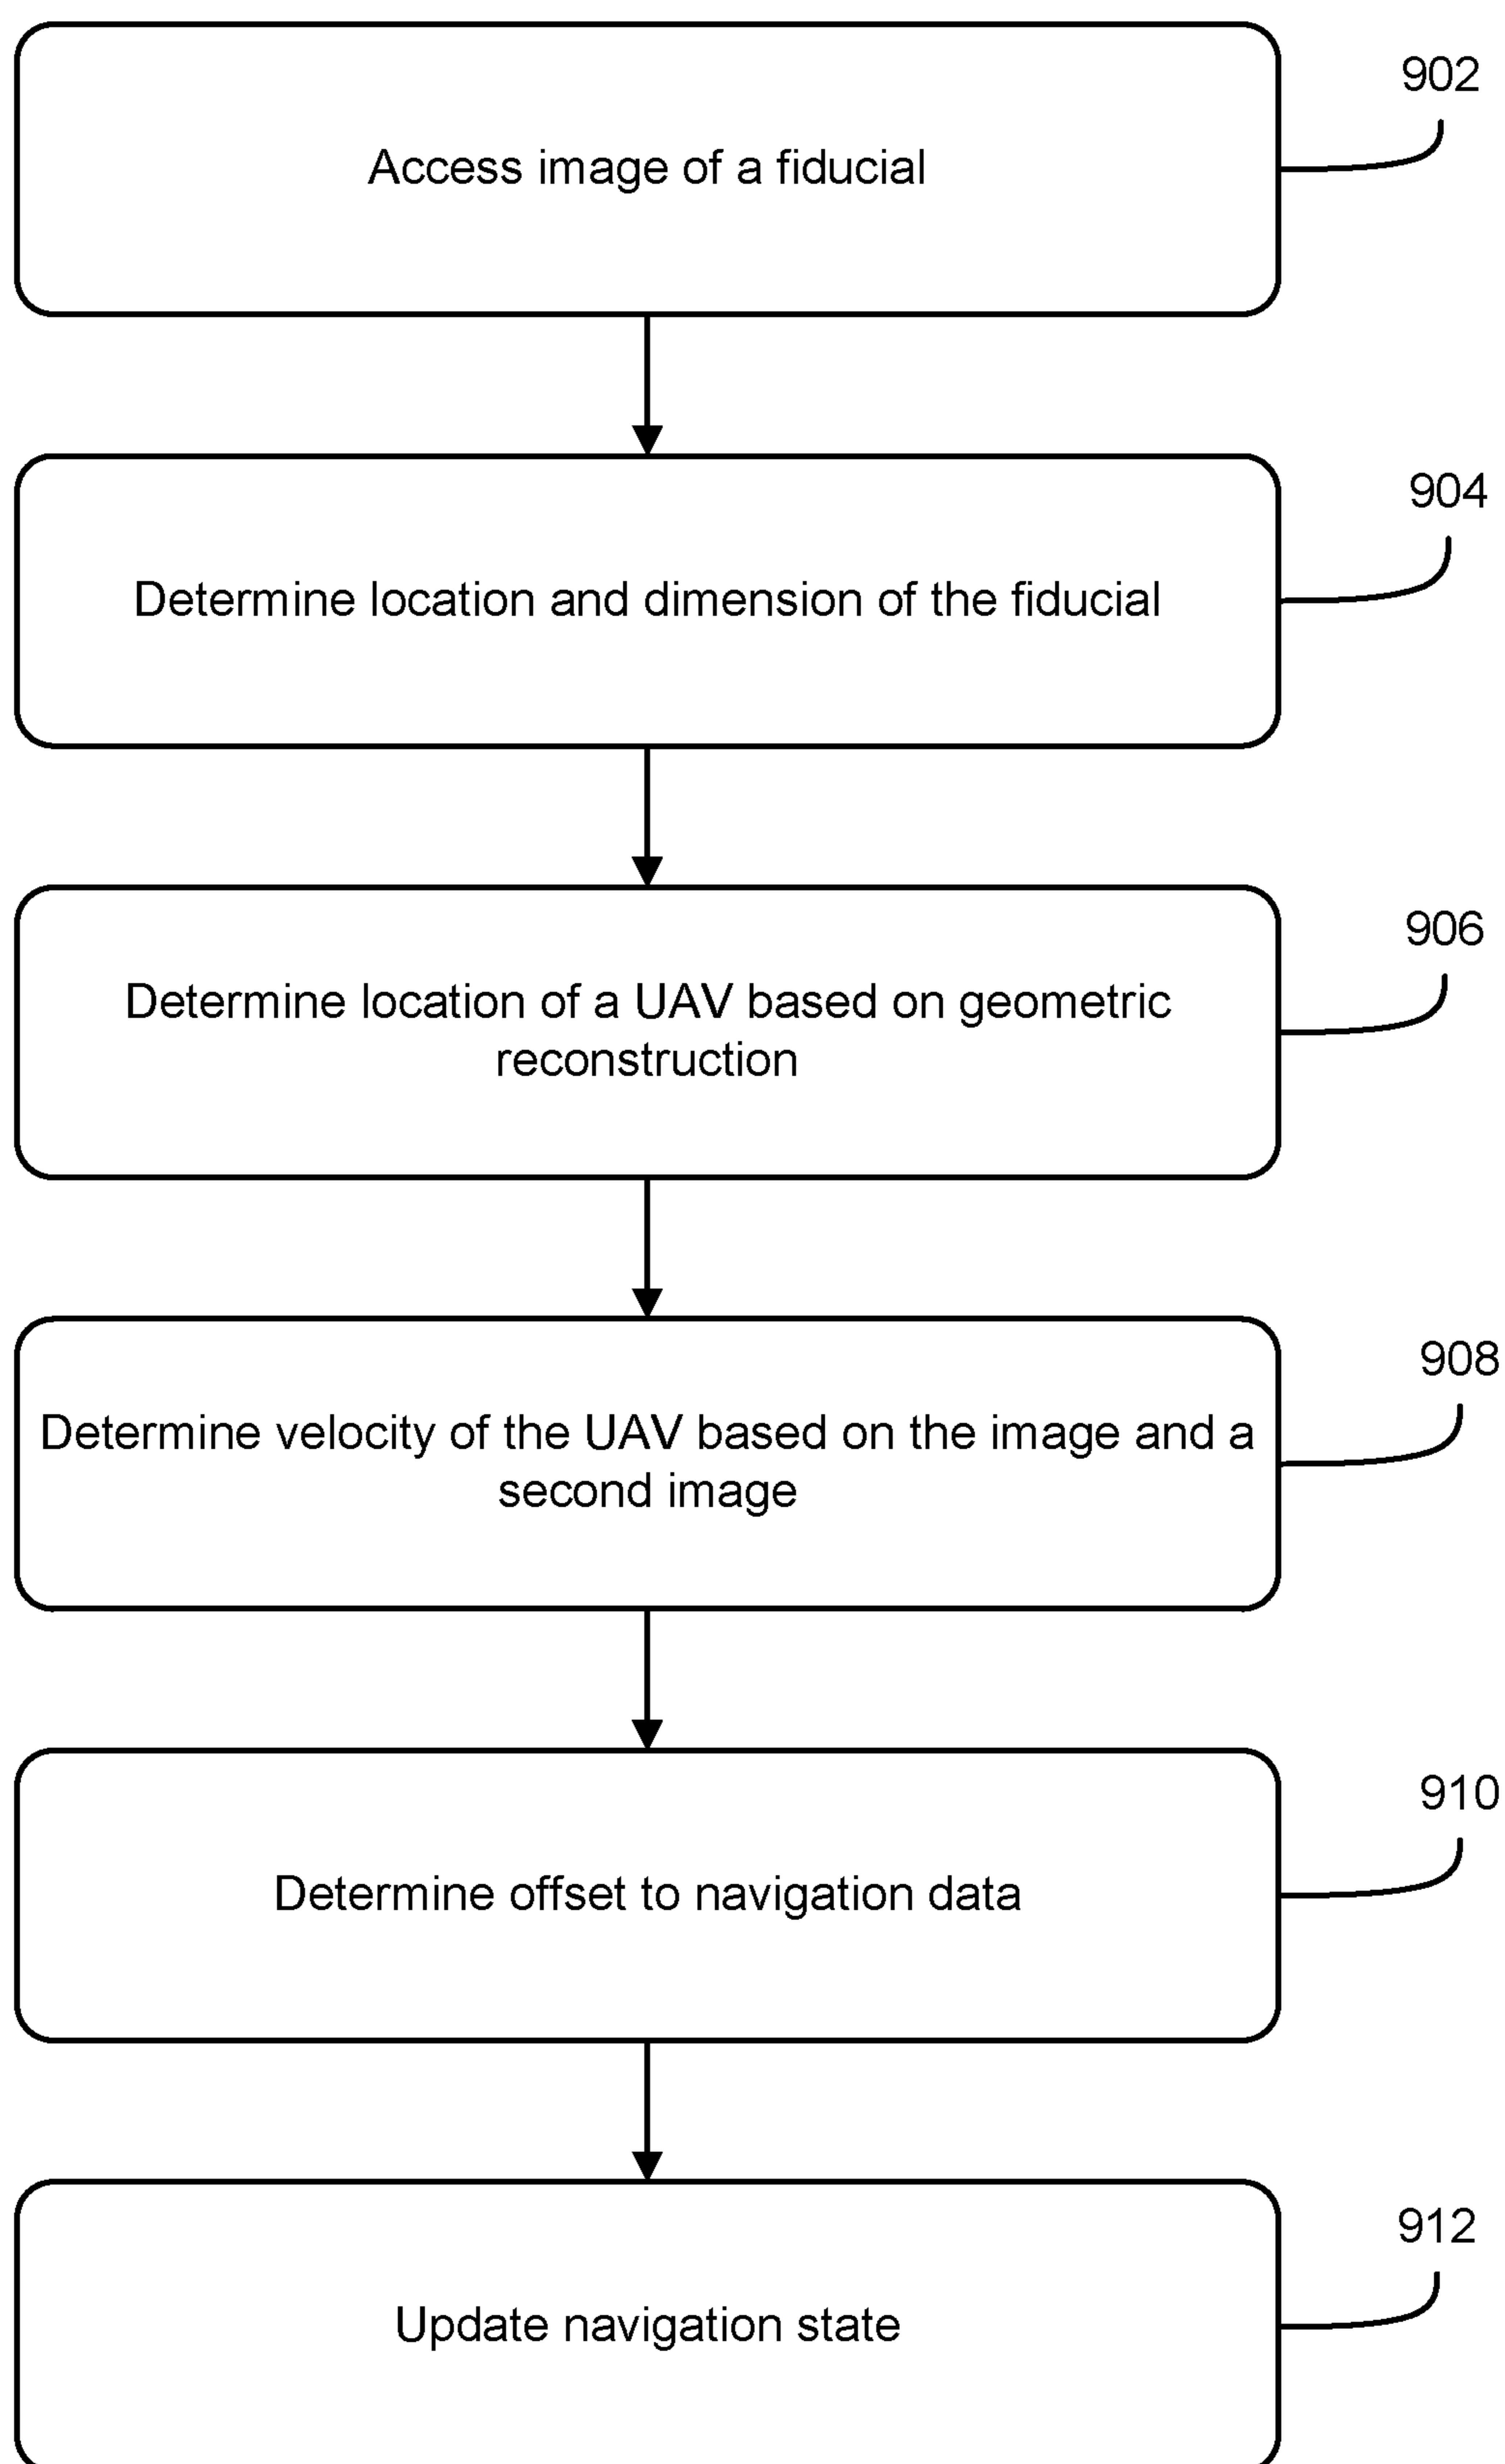 902
Access image of a fiducial
904
Determine location and dimension of the fiducial
906
Determine location of a UAV based on geometric
reconstruction
908
Determine velocity of the UAV based on the image and a
second image
910
Determine offset to navigation data
912
Update navigation state